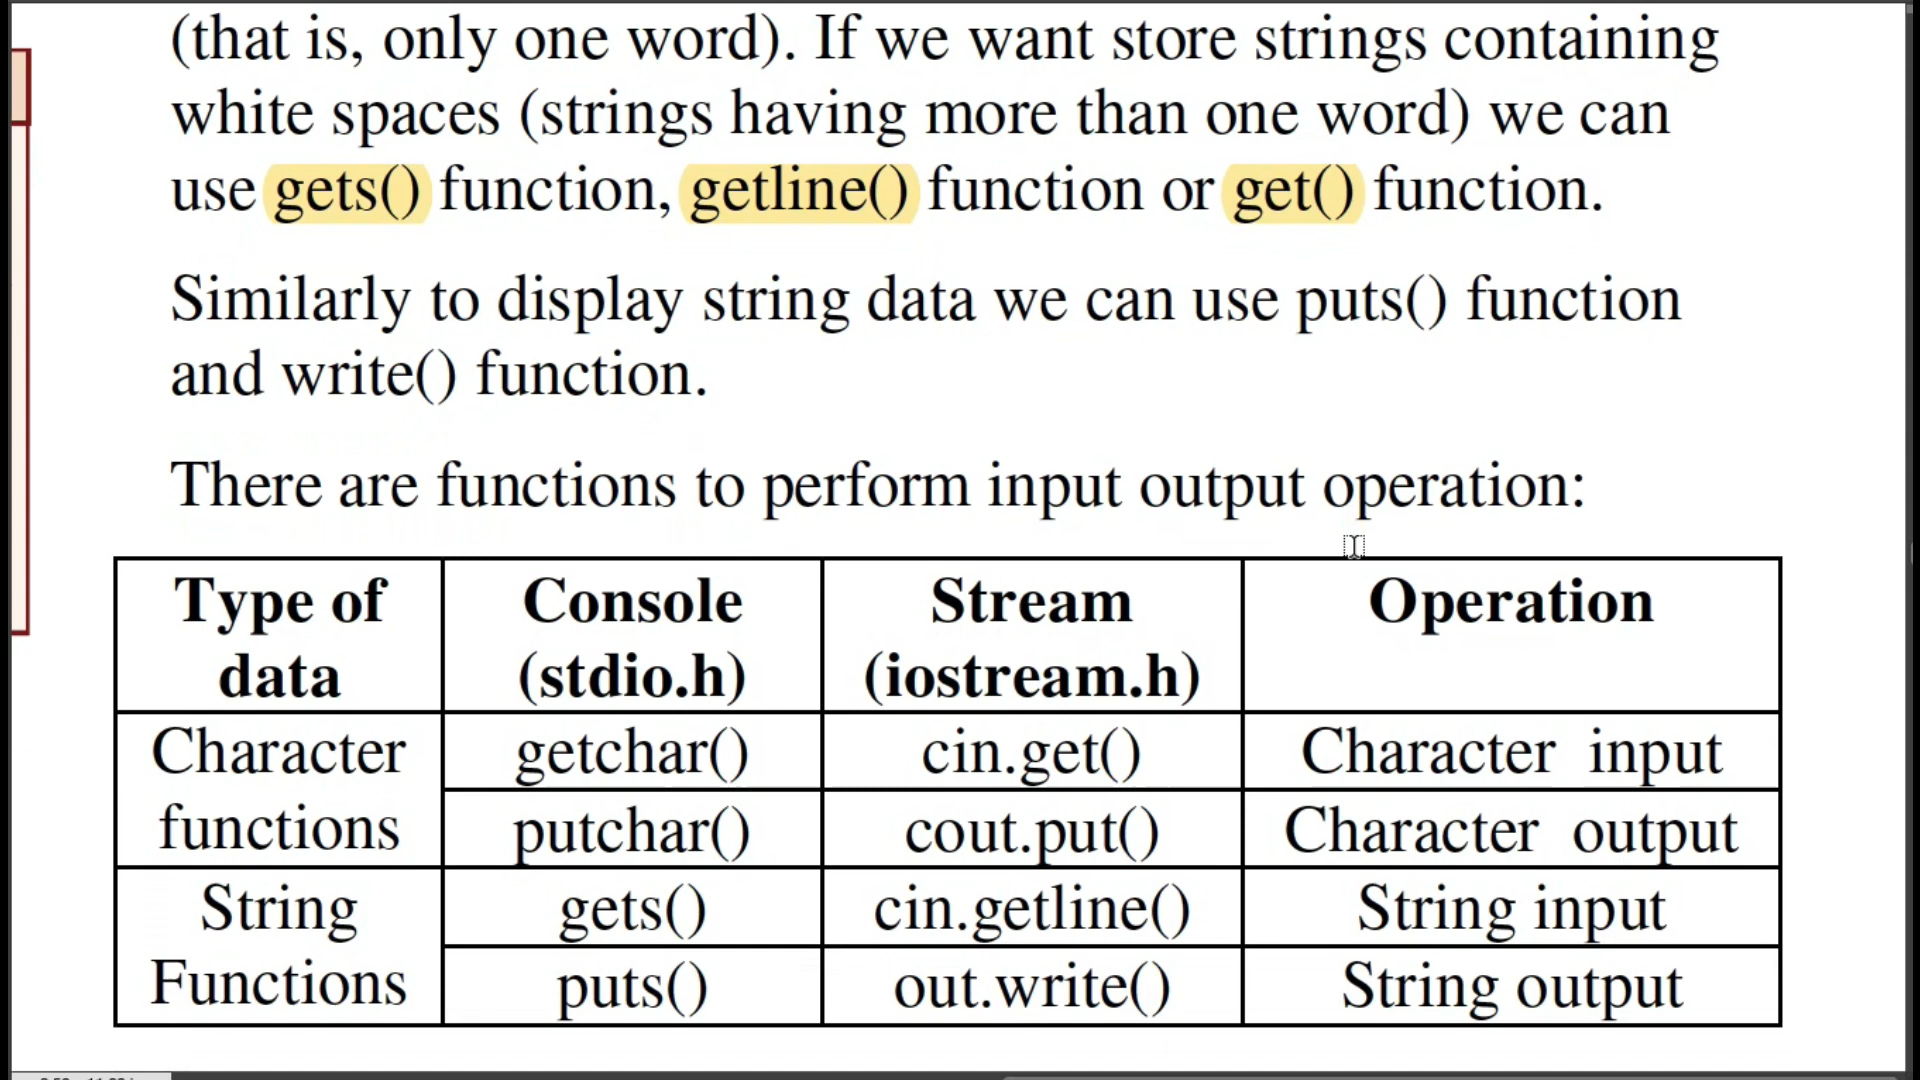 (that is, only one word). If we want store strings containing
white spaces (strings having more than one word) we can
use gets() function, getline() function or get() function.
Similarly to display string data we can use puts() function
and write() function.
There are functions to perform input output operation:
Type of data | Console (stdio.h) | Stream (iostream.h) | Operation
Character functions | getchar() | cin.get() | Character input
putchar() | cout.put() | Character output
String Functions | gets() | cin.getline() | String input
puts() | out.write() | String output